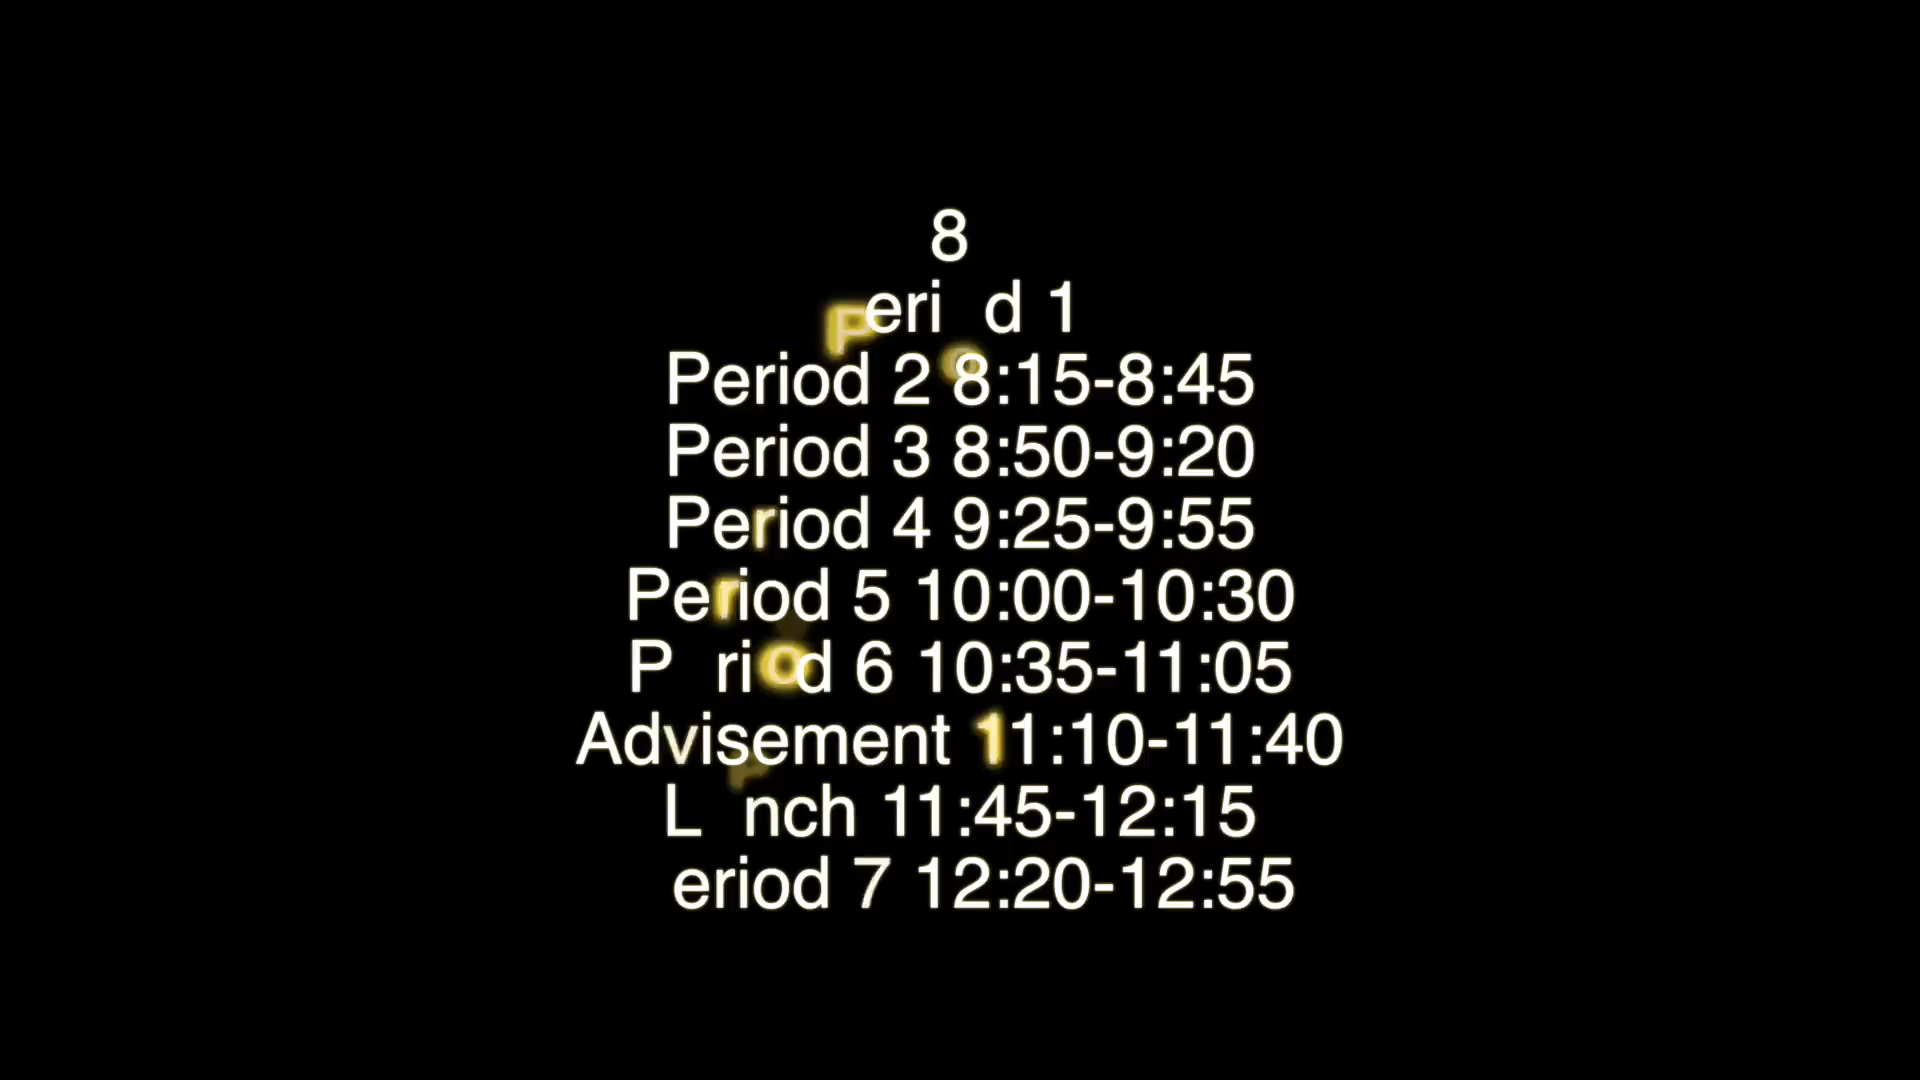 8
Period 1
Period 2 8:15-8:45
Period 3 8:50-9:20
Period 4 9:25-9:55
Period 5 10:00-10:30
P riod 6 10:35-11:05
Advisement 11:10-11:40
L nch 11:45-12:15
eriod 7 12:20-12:55